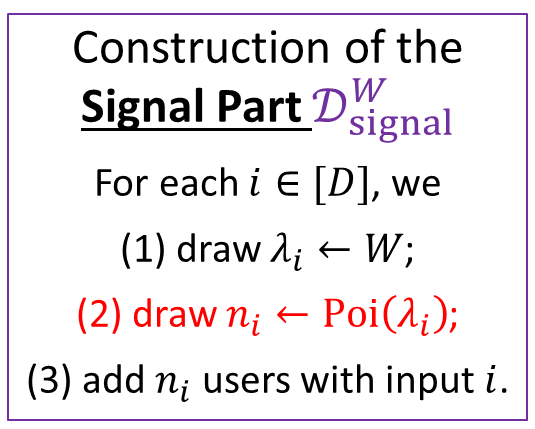 Construction of the
Signal Part 𝒟^W_signal
For each i ∈ [D], we
(1) draw λ_i ← W;
(2) draw n_i ← Poi(λ_i);
(3) add n_i users with input i.